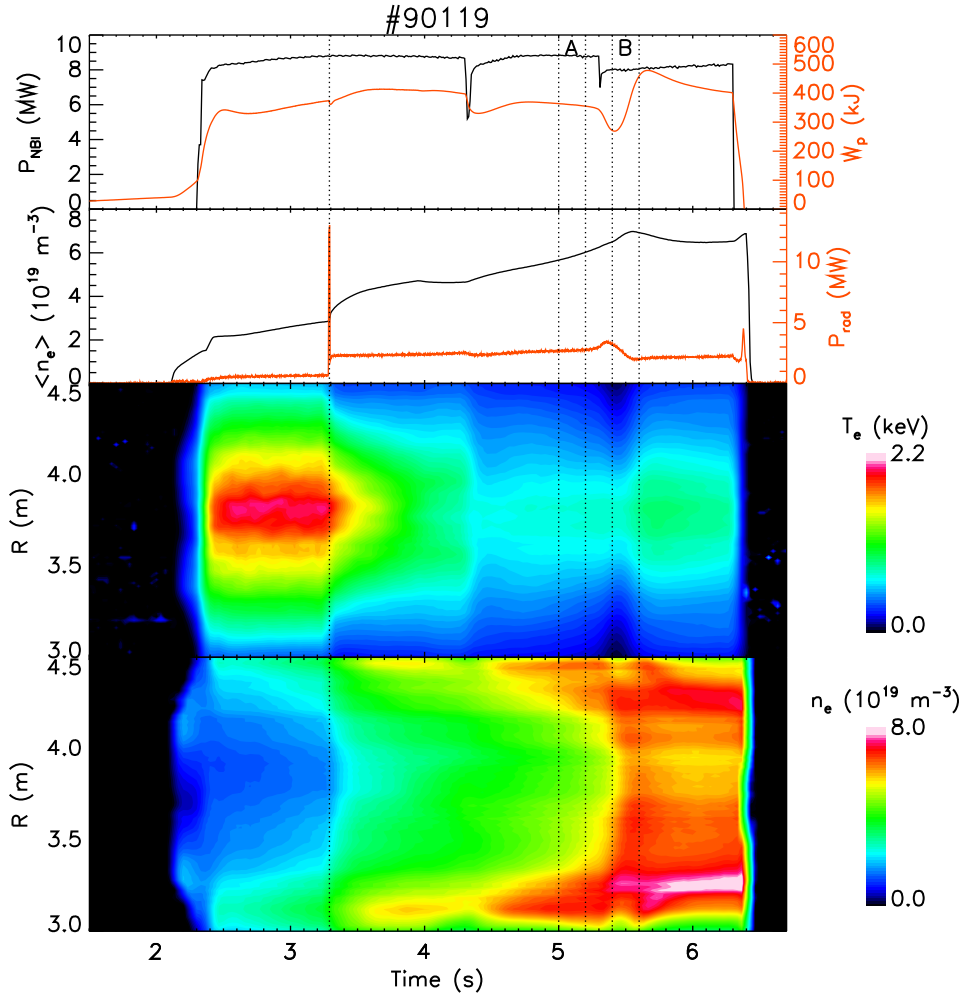 #90119
10
8
6
4
2
0
P_NBI (MW)
A
B
600
500
400
300
200
100
0
W_p (kJ)
8
6
4
2
0
<n_e> (10^19 m^-3)
10
5
0
P_rad (MW)
4.5
4.0
3.5
3.0
R (m)
T_e (keV)
2.2
0.0
4.5
4.0
3.5
3.0
R (m)
n_e (10^19 m^-3)
8.0
0.0
2 3 4 5 6
Time (s)